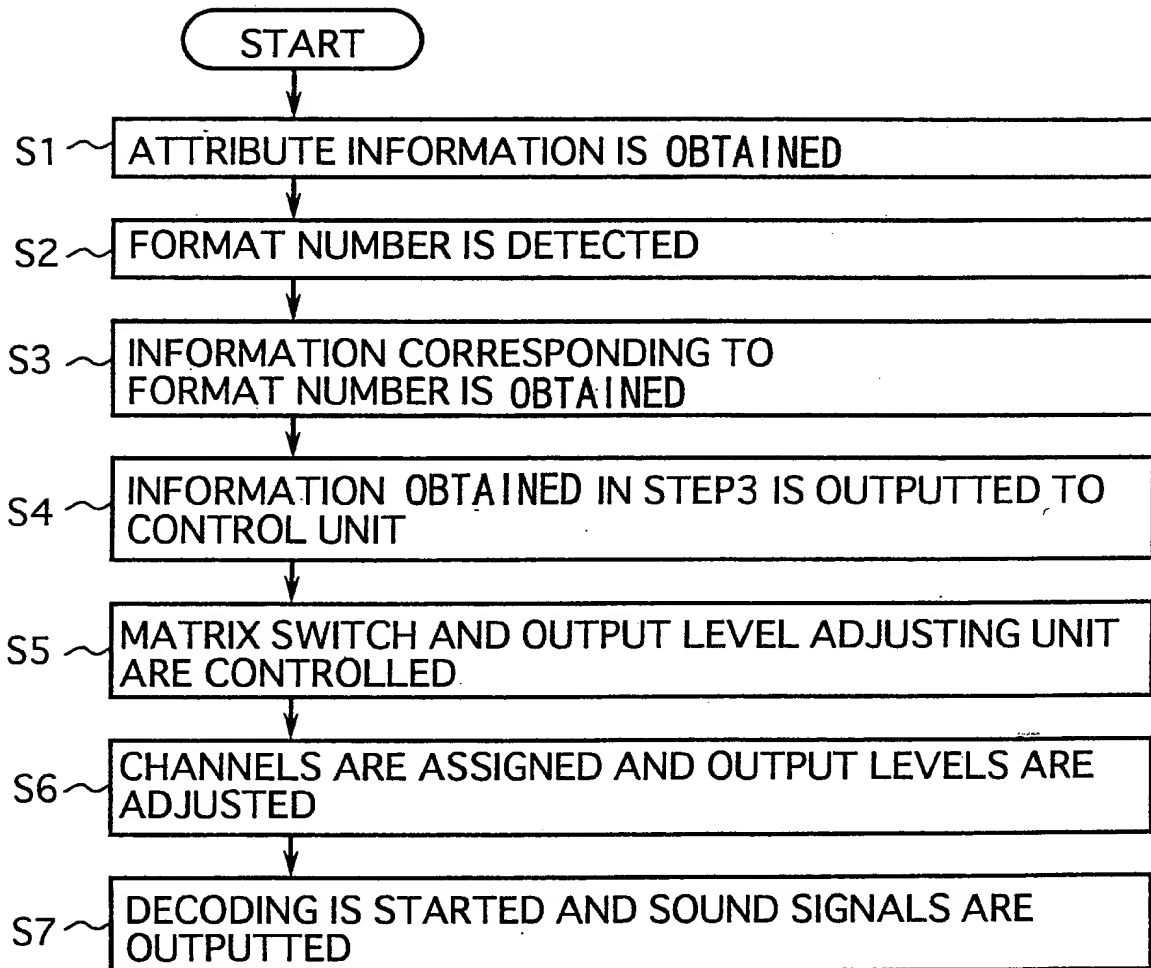 START
S1 ATTRIBUTE INFORMATION IS OBTAINED
S2 FORMAT NUMBER IS DETECTED
S3 INFORMATION CORRESPONDING TO
FORMAT NUMBER IS OBTAINED
S4 INFORMATION OBTAINED IN STEP3 IS OUTPUTTED TO
CONTROL UNIT
S5 MATRIX SWITCH AND OUTPUT LEVEL ADJUSTING UNIT
ARE CONTROLLED
S6 CHANNELS ARE ASSIGNED AND OUTPUT LEVELS ARE
ADJUSTED
S7 DECODING IS STARTED AND SOUND SIGNALS ARE
OUTPUTTED